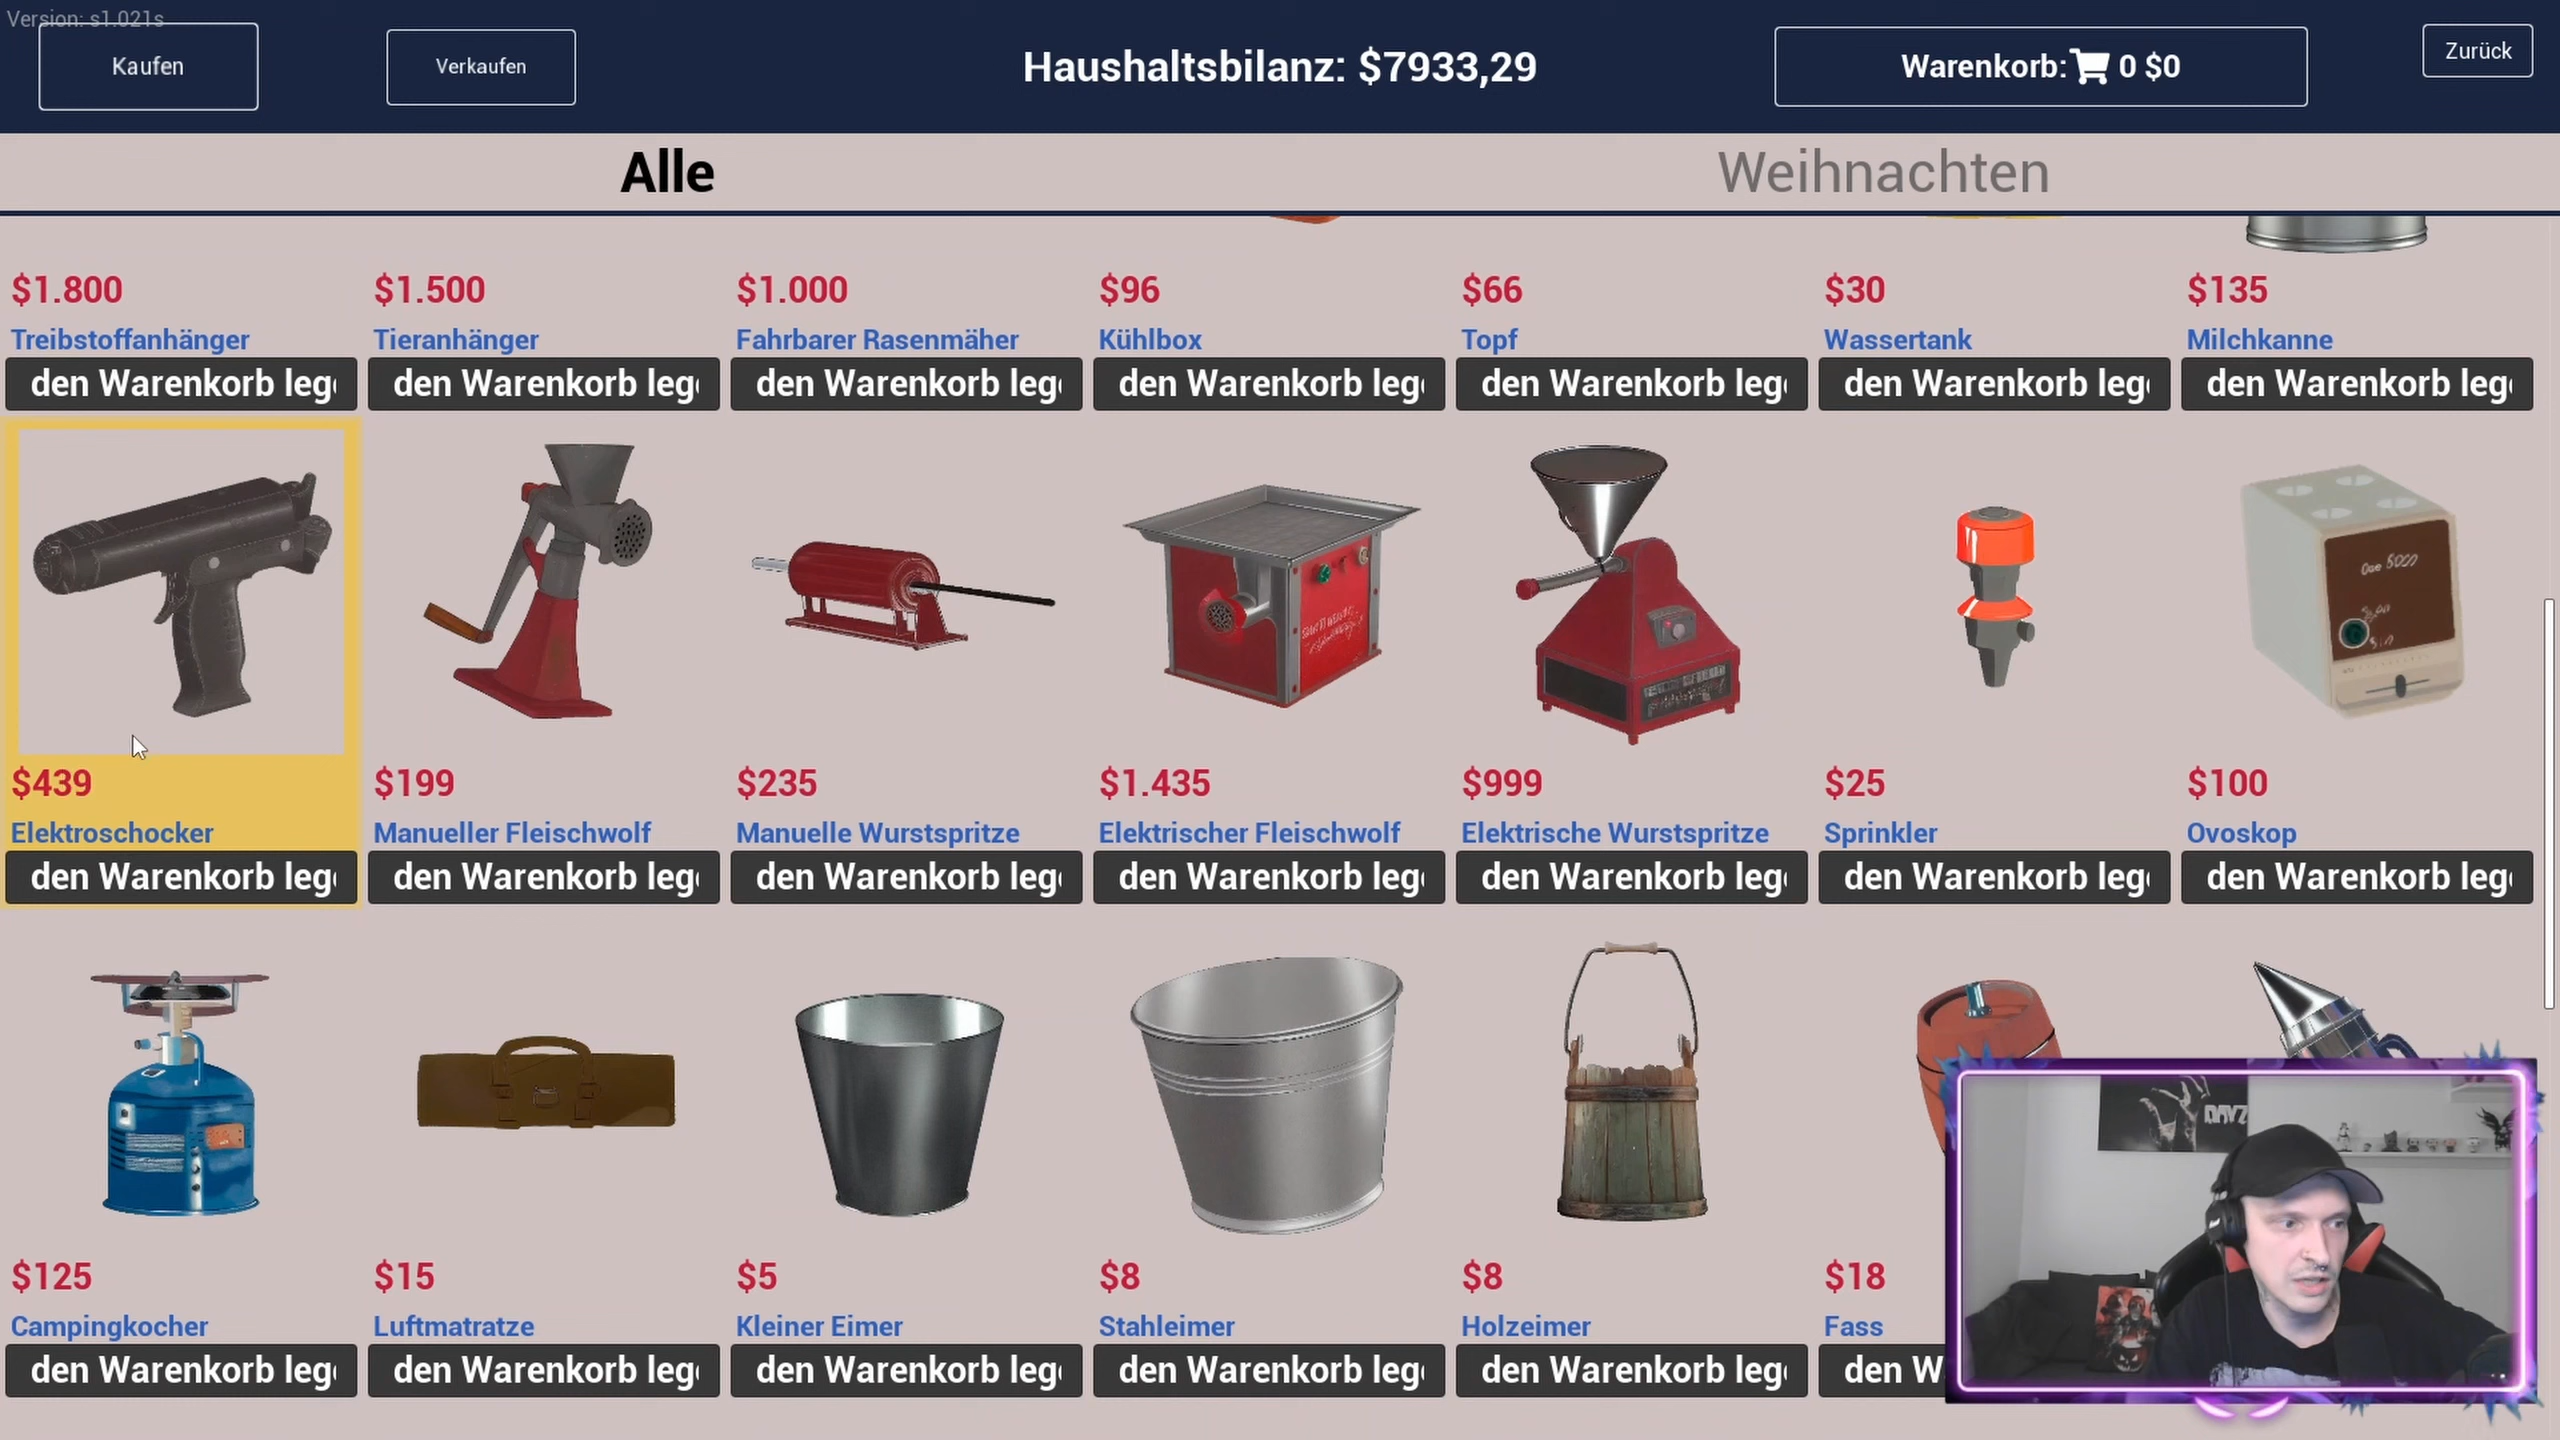 Version: s1.021s
Kaufen
Verkaufen
Haushaltsbilanz: $7933,29
Warenkorb: 0 $0
Zurück
Alle
Weihnachten
$1.800
$1.500
$1.000
$96
$66
$30
$135
Treibstoffanhänger
Tieranhänger
Fahrbarer Rasenmäher
Kühlbox
Topf
Wassertank
Milchkanne
den Warenkorb leg
den Warenkorb leg
den Warenkorb leg
den Warenkorb leg
den Warenkorb leg
den Warenkorb leg
den Warenkorb leg
$439
$199
$235
$1.435
$999
$25
$100
Elektroschocker
Manueller Fleischwolf
Manuelle Wurstspritze
Elektrischer Fleischwolf
Elektrische Wurstspritze
Sprinkler
Ovoskop
den Warenkorb leg
den Warenkorb leg
den Warenkorb leg
den Warenkorb leg
den Warenkorb leg
den Warenkorb leg
den Warenkorb leg
$125
$15
$5
$8
$8
$18
Campingkocher
Luftmatratze
Kleiner Eimer
Stahleimer
Holzeimer
Fass
den Warenkorb leg
den Warenkorb leg
den Warenkorb leg
den Warenkorb leg
den Warenkorb leg
den W
DAYZ